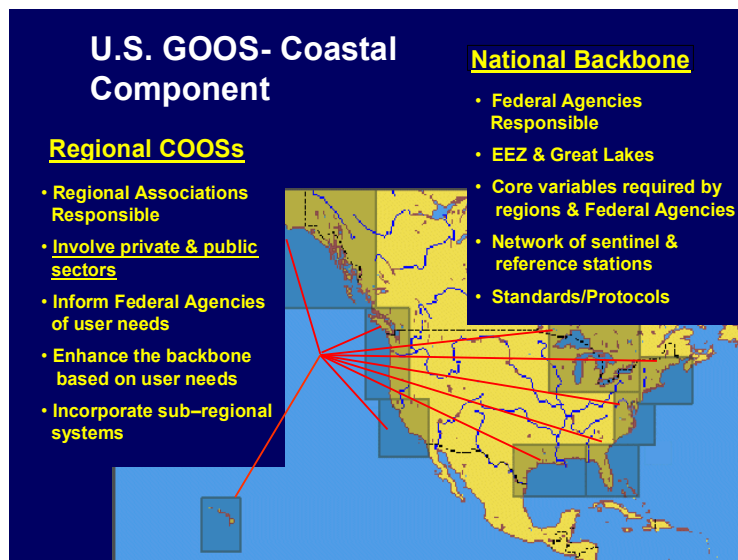 U.S. GOOS- Coastal
Component
Regional COOSs
• Regional Associations
Responsible
• Involve private & public
sectors
• Inform Federal Agencies
of user needs
• Enhance the backbone
based on user needs
• Incorporate sub–regional
systems
National Backbone
• Federal Agencies
Responsible
• EEZ & Great Lakes
• Core variables required by
regions & Federal Agencies
• Network of sentinel &
reference stations
• Standards/Protocols